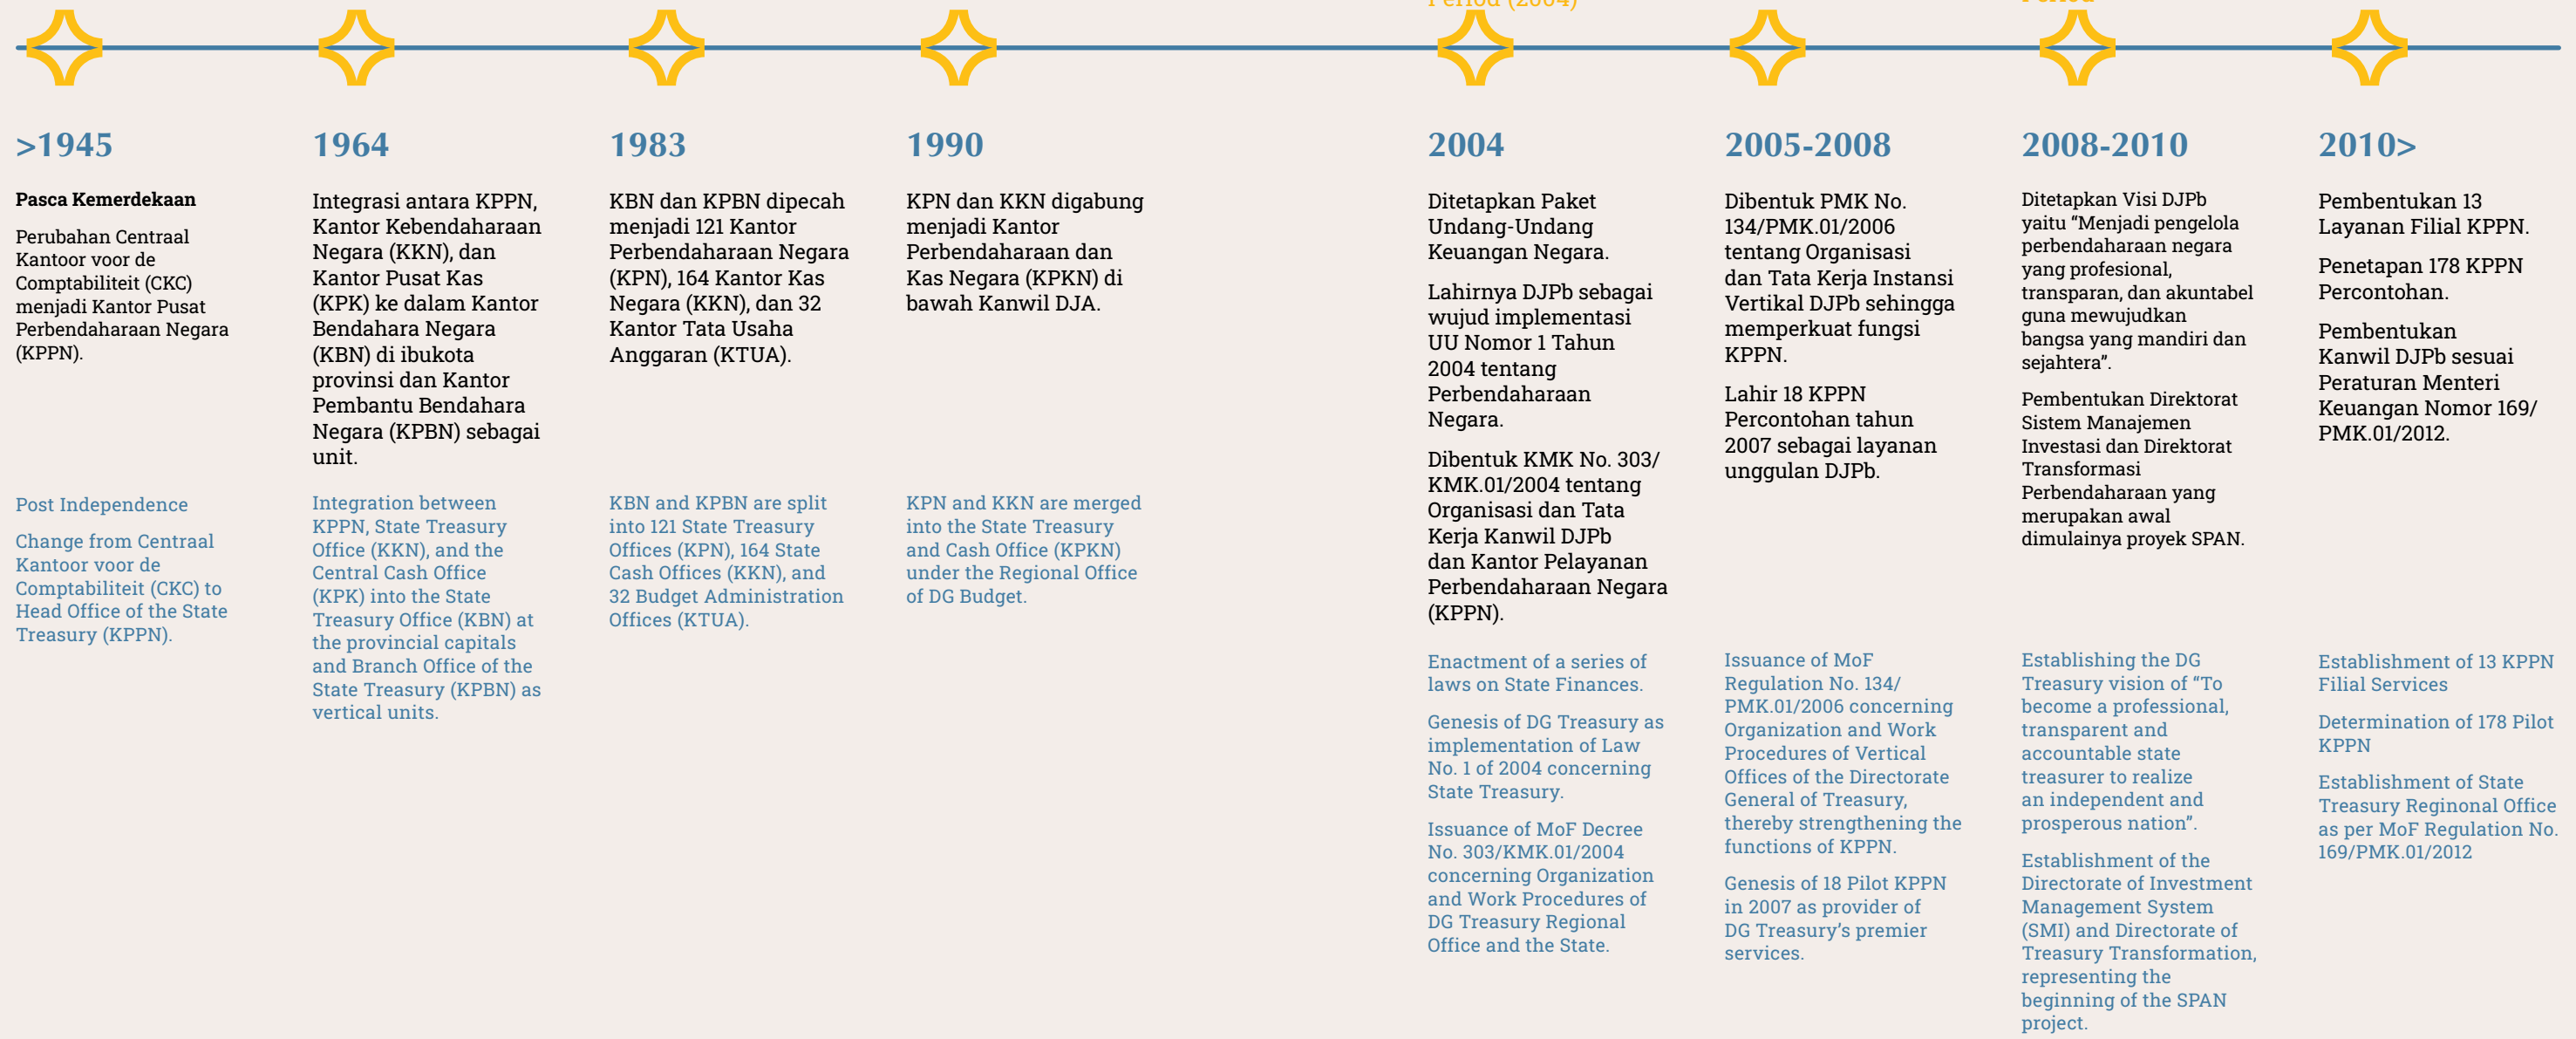 Period (2004)
>1945
Pasca Kemerdekaan
Perubahan Centraal
Kantoor voor de
Comptabiliteit (CKC)
menjadi Kantor Pusat
Perbendaharaan Negara
(KPPN).
Post Independence
Change from Centraal
Kantoor voor de
Comptabiliteit (CKC) to
Head Office of the State
Treasury (KPPN).
1964
Integrasi antara KPPN,
Kantor Kebendaharaan
Negara (KKN), dan
Kantor Pusat Kas
(KPK) ke dalam Kantor
Bendahara Negara
(KBN) di ibukota
provinsi dan Kantor
Pembantu Bendahara
Negara (KPBN) sebagai
unit.
Integration between
KPPN, State Treasury
Office (KKN), and the
Central Cash Office
(KPK) into the State
Treasury Office (KBN) at
the provincial capitals
and Branch Office of the
State Treasury (KPBN) as
vertical units.
1983
KBN dan KPBN dipecah
menjadi 121 Kantor
Perbendaharaan Negara
(KPN), 164 Kantor Kas
Negara (KKN), dan 32
Kantor Tata Usaha
Anggaran (KTUA).
KBN and KPBN are split
into 121 State Treasury
Offices (KPN), 164 State
Cash Offices (KKN), and
32 Budget Administration
Offices (KTUA).
1990
KPN dan KKN digabung
menjadi Kantor
Perbendaharaan dan
Kas Negara (KPKN) di
bawah Kanwil DJA.
KPN and KKN are merged
into the State Treasury
and Cash Office (KPKN)
under the Regional Office
of DG Budget.
2004
Ditetapkan Paket
Undang-Undang
Keuangan Negara.
Lahirnya DJPb sebagai
wujud implementasi
UU Nomor 1 Tahun
2004 tentang
Perbendaharaan
Negara.
Dibentuk KMK No. 303/
KMK.01/2004 tentang
Organisasi dan Tata
Kerja Kanwil DJPb
dan Kantor Pelayanan
Perbendaharaan Negara
(KPPN).
Enactment of a series of
laws on State Finances.
Genesis of DG Treasury as
implementation of Law
No. 1 of 2004 concerning
State Treasury.
Issuance of MoF Decree
No. 303/KMK.01/2004
concerning Organization
and Work Procedures of
DG Treasury Regional
Office and the State.
2005-2008
Dibentuk PMK No.
134/PMK.01/2006
tentang Organisasi
dan Tata Kerja Instansi
Vertikal DJPb sehingga
memperkuat fungsi
KPPN.
Lahir 18 KPPN
Percontohan tahun
2007 sebagai layanan
unggulan DJPb.
Issuance of MoF
Regulation No. 134/
PMK.01/2006 concerning
Organization and Work
Procedures of Vertical
Offices of the Directorate
General of Treasury,
thereby strengthening the
functions of KPPN.
Genesis of 18 Pilot KPPN
in 2007 as provider of
DG Treasury’s premier
services.
2008-2010
Ditetapkan Visi DJPb
yaitu “Menjadi pengelola
perbendaharaan negara
yang profesional,
transparan, dan akuntabel
guna mewujudkan
bangsa yang mandiri dan
sejahtera”.
Pembentukan Direktorat
Sistem Manajemen
Investasi dan Direktorat
Transformasi
Perbendaharaan yang
merupakan awal
dimulainya proyek SPAN.
Establishing the DG
Treasury vision of “To
become a professional,
transparent and
accountable state
treasurer to realize
an independent and
prosperous nation”.
Establishment of the
Directorate of Investment
Management System
(SMI) and Directorate of
Treasury Transformation,
representing the
beginning of the SPAN
project.
2010>
Pembentukan 13
Layanan Filial KPPN.
Penetapan 178 KPPN
Percontohan.
Pembentukan
Kanwil DJPb sesuai
Peraturan Menteri
Keuangan Nomor 169/
PMK.01/2012.
Establishment of 13 KPPN
Filial Services
Determination of 178 Pilot
KPPN
Establishment of State
Treasury Reginonal Office
as per MoF Regulation No.
169/PMK.01/2012